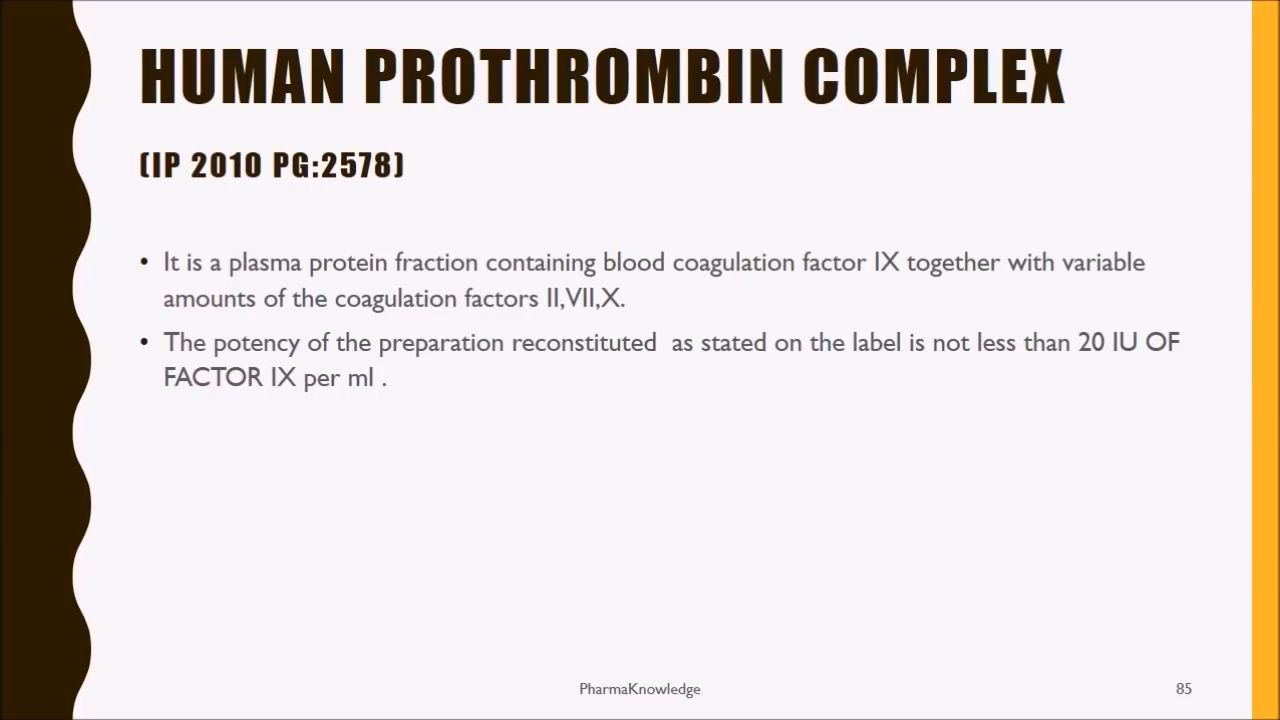 HUMAN PROTHROMBIN COMPLEX
(IP 2010 PG:2578)
• It is a plasma protein fraction containing blood coagulation factor IX together with variable
amounts of the coagulation factors II,VII,X.
• The potency of the preparation reconstituted  as stated on the label is not less than 20 IU OF
FACTOR IX per ml .
PharmaKnowledge
85